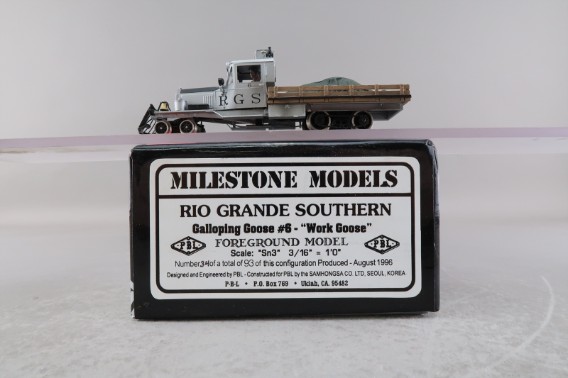 RGS
MILESTONE MODELS
RIO GRANDE SOUTHERN
Galloping Goose #6 - "Work Goose"
PBL FOREGROUND MODEL PBL
Scale: "Sn3" 3/16" = 1'0"
Number 34 of a total of 93 of this configuration Produced - August 1996
Designed and Engineered by PBL - Constructed for PBL by the SAMHONGSA CO. LTD, SEOUL, KOREA
P·B·L • P.O. Box 769 • Ukiah, CA. 95482